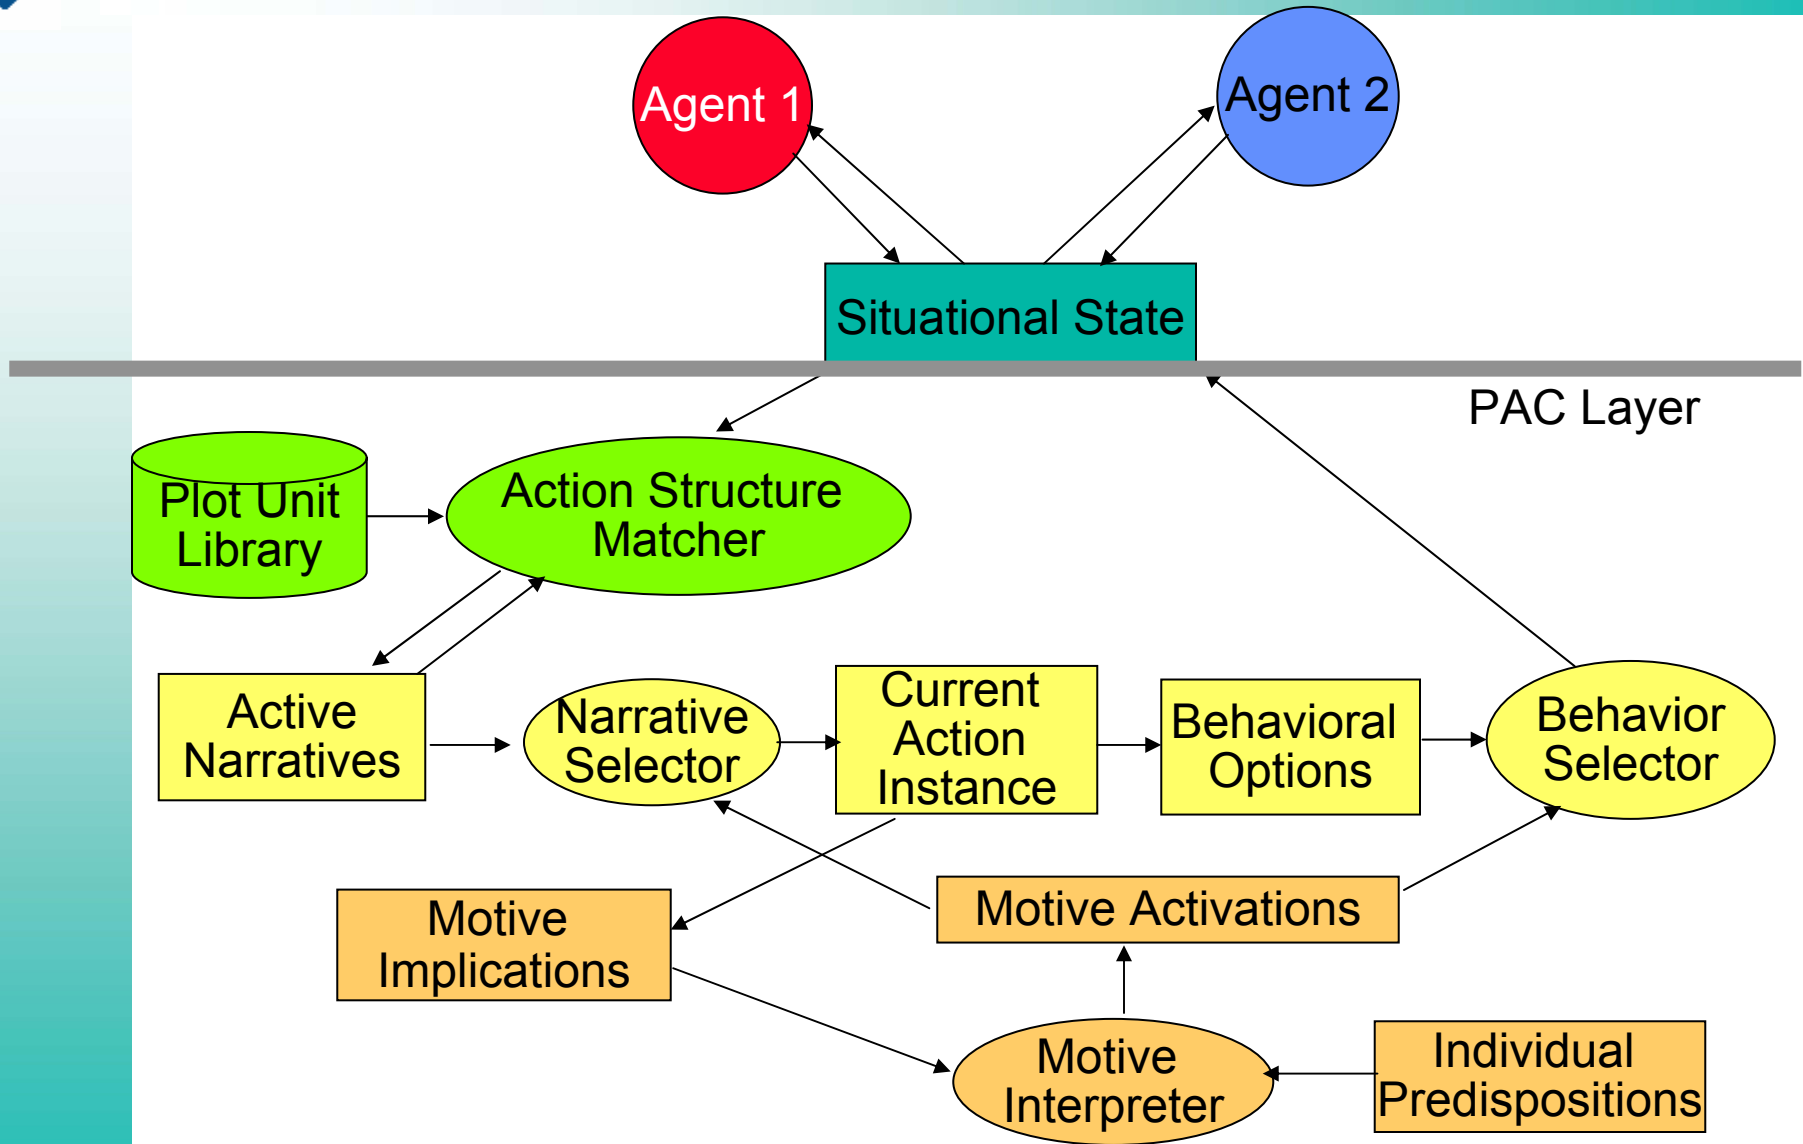 Agent 1
Agent 2
Situational State
PAC Layer
Plot Unit
Library
Action Structure
Matcher
Active
Narratives
Narrative
Selector
Current
Action
Instance
Behavioral
Options
Behavior
Selector
Motive
Implications
Motive Activations
Motive
Interpreter
Individual
Predispositions